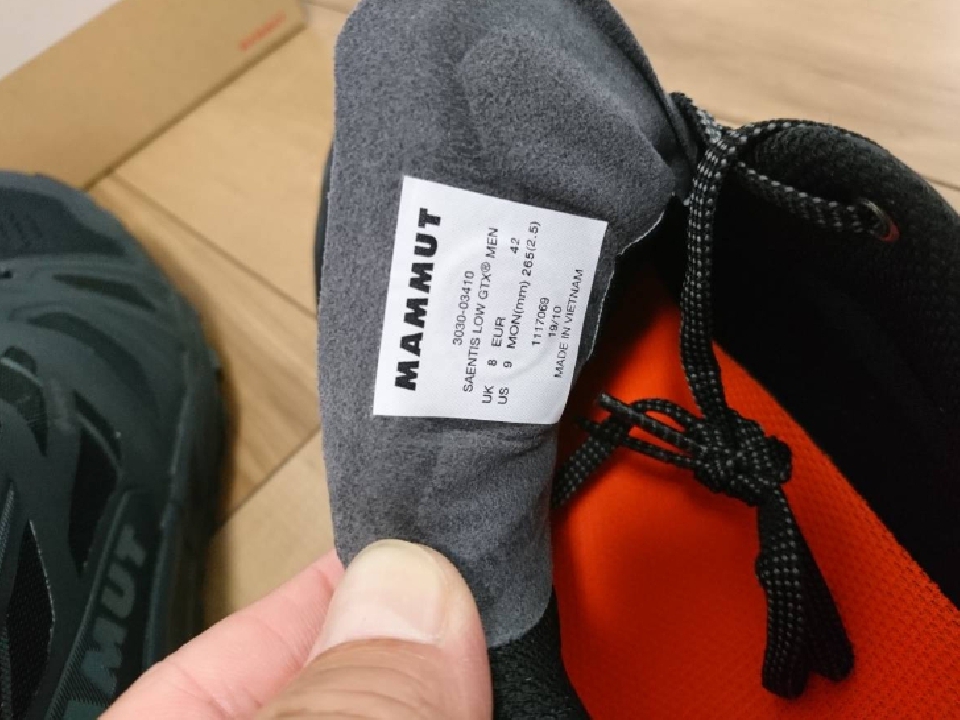 MAMMUT
3030-03410
SAENTIS LOW GTX® MEN
UK 8 EUR 42
US 9 MON(mm) 265(2.5)
1117069
19/10
MADE IN VIETNAM
MUT